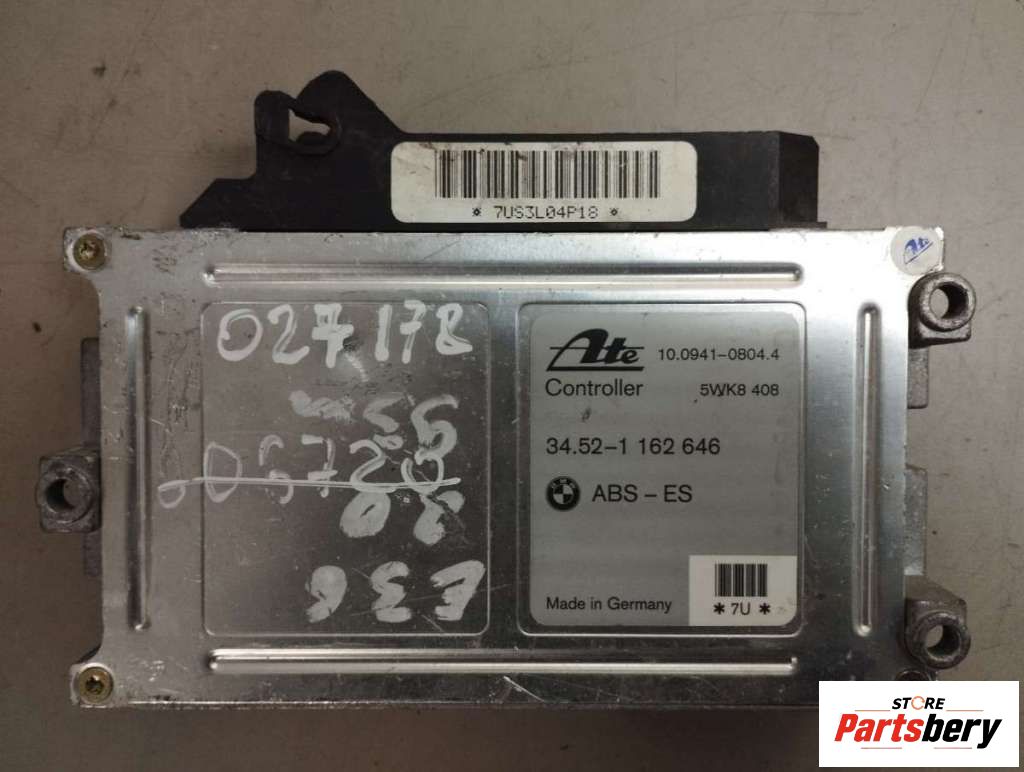 * 7US3L04P18 *
Ate
027178
Ate 10.0941-0804.4
Controller 5WK8 408
34.52-1 162 646
ABS - ES
E36
Made in Germany
* 7U *
STORE
Partsbery